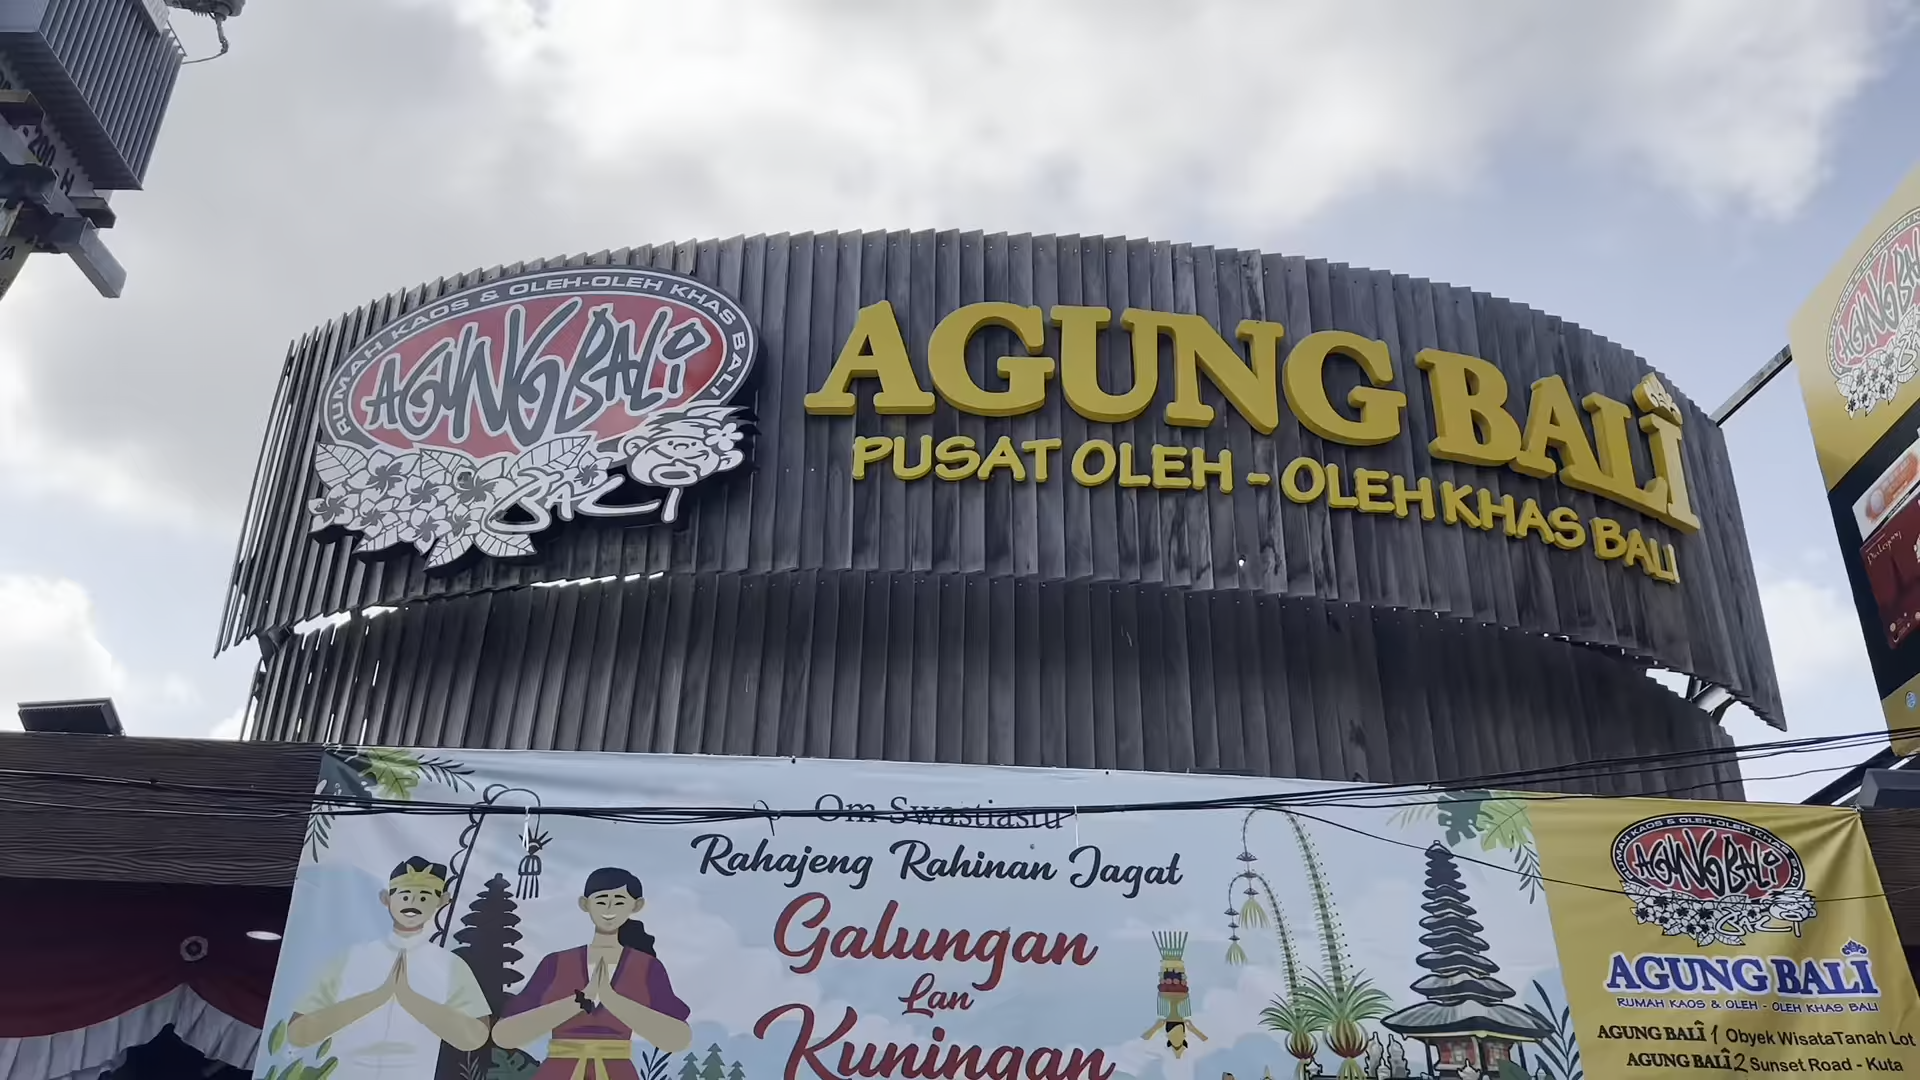 RUMAH KAOS & OLEH-OLEH KHAS BALI
AGUNG BALI
AGUNG BALI
PUSAT OLEH - OLEH KHAS BALI
Om Swastiastu
Rahajeng Rahinan Jagat
Galungan
Lan
Kuningan
RUMAH KAOS & OLEH-OLEH KHAS BALI
AGUNG BALI
AGUNG BALI
RUMAH KAOS & OLEH - OLEH KHAS BALI
AGUNG BALI 1 Obyek WisataTanah Lot
AGUNG BALI 2 Sunset Road - Kuta
200
H